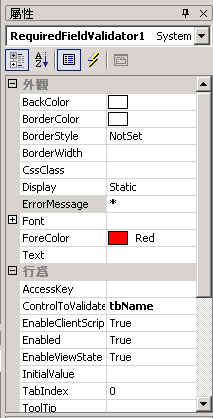 屬性
RequiredFieldValidator1 System
外觀
BackColor
BorderColor
BorderStyle NotSet
BorderWidth
CssClass
Display Static
ErrorMessage *
Font
ForeColor Red
Text
行為
AccessKey
ControlToValidate tbName
EnableClientScrip True
Enabled True
EnableViewState True
InitialValue
TabIndex 0
ToolTip